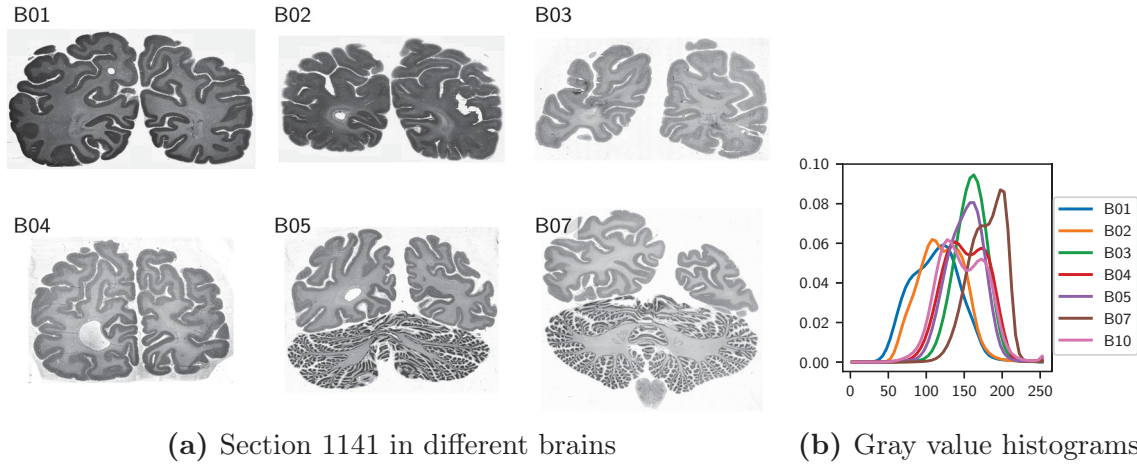 B01
B02
B03
B04
B05
B07
0.10
0.08
0.06
0.04
0.02
0.00
0
50
100
150
200
250
B01
B02
B03
B04
B05
B07
B10
(a) Section 1141 in different brains
(b) Gray value histograms